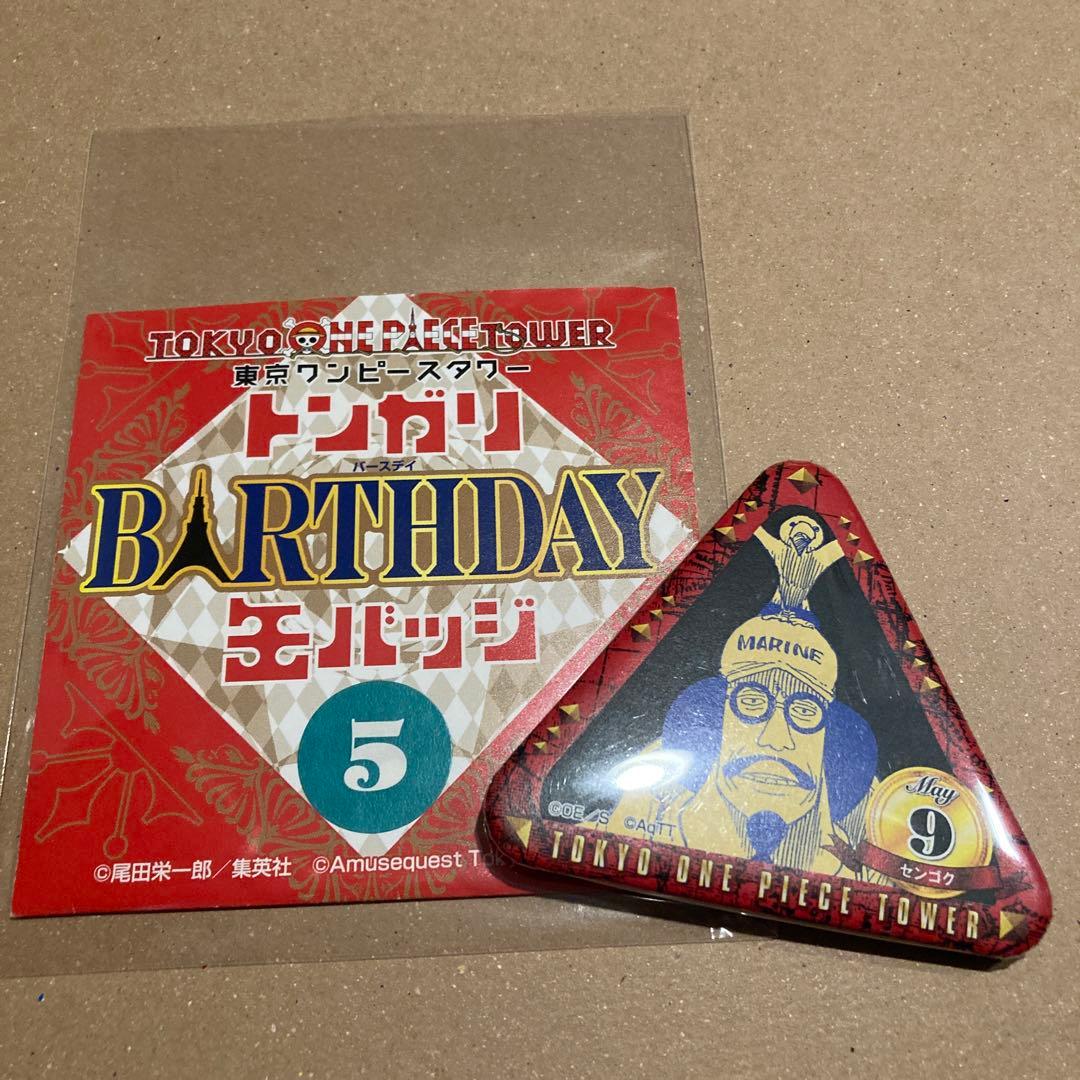 TOKYO ONE PIECE TOWER
東京ワンピースタワー
トンガリ
バースデイ
BIRTHDAY
缶バッジ
5
©尾田栄一郎／集英社 ©Amusequest
MARINE
©OE／S ©AqTT
May
9
センゴク
TOKYO ONE PIECE TOWER